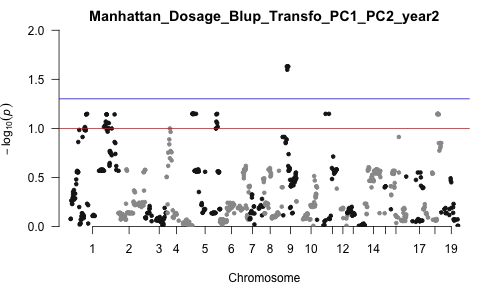 Manhattan_Dosage_Blup_Transfo_PC1_PC2_year2
2.0
1.5
1.0
0.5
0.0
− log10(p)
1 2 3 4 5 6 7 8 9 10 12 14 17 19
Chromosome